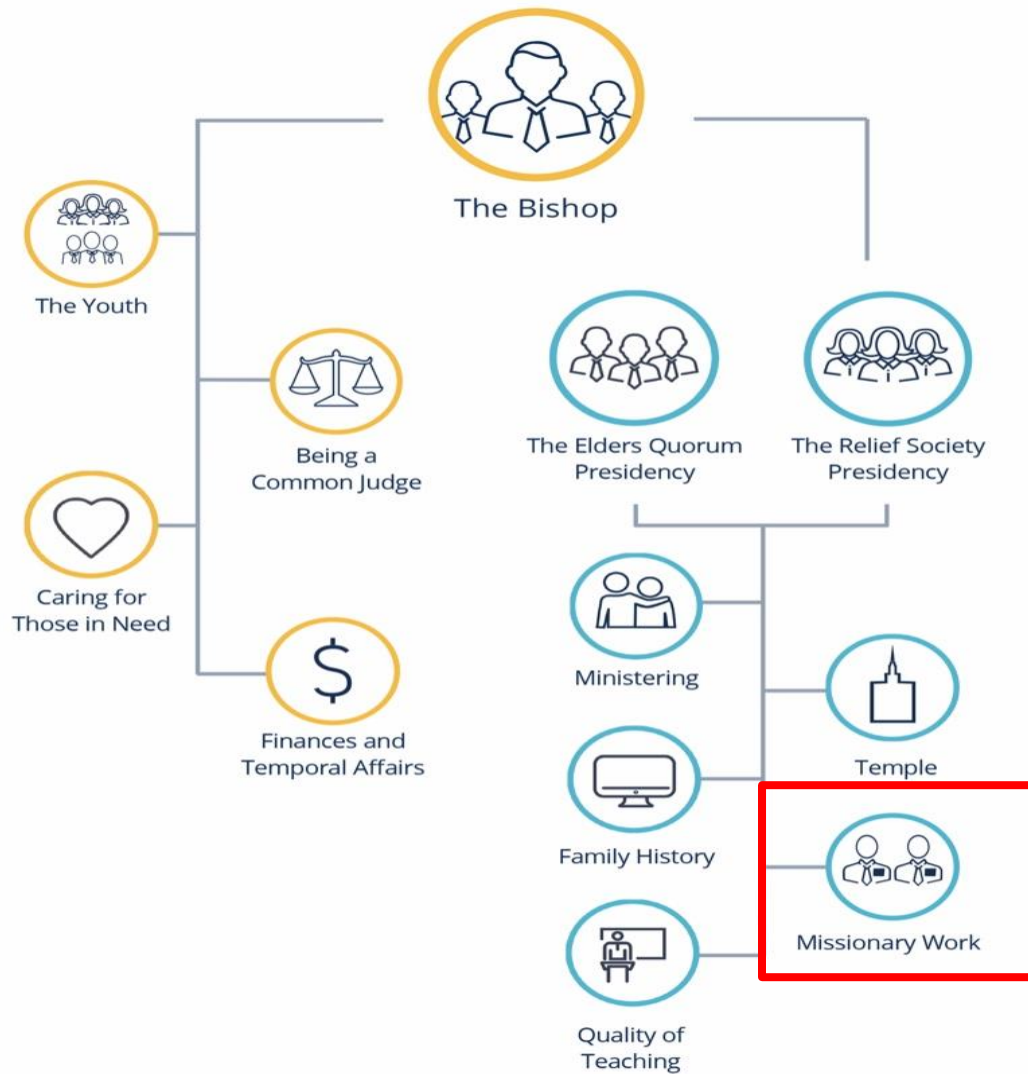 The Bishop
The Youth
Being a
Common Judge
Caring for
Those in Need
$
Finances and
Temporal Affairs
The Elders Quorum
Presidency
The Relief Society
Presidency
Ministering
Temple
Family History
Missionary Work
Quality of
Teaching